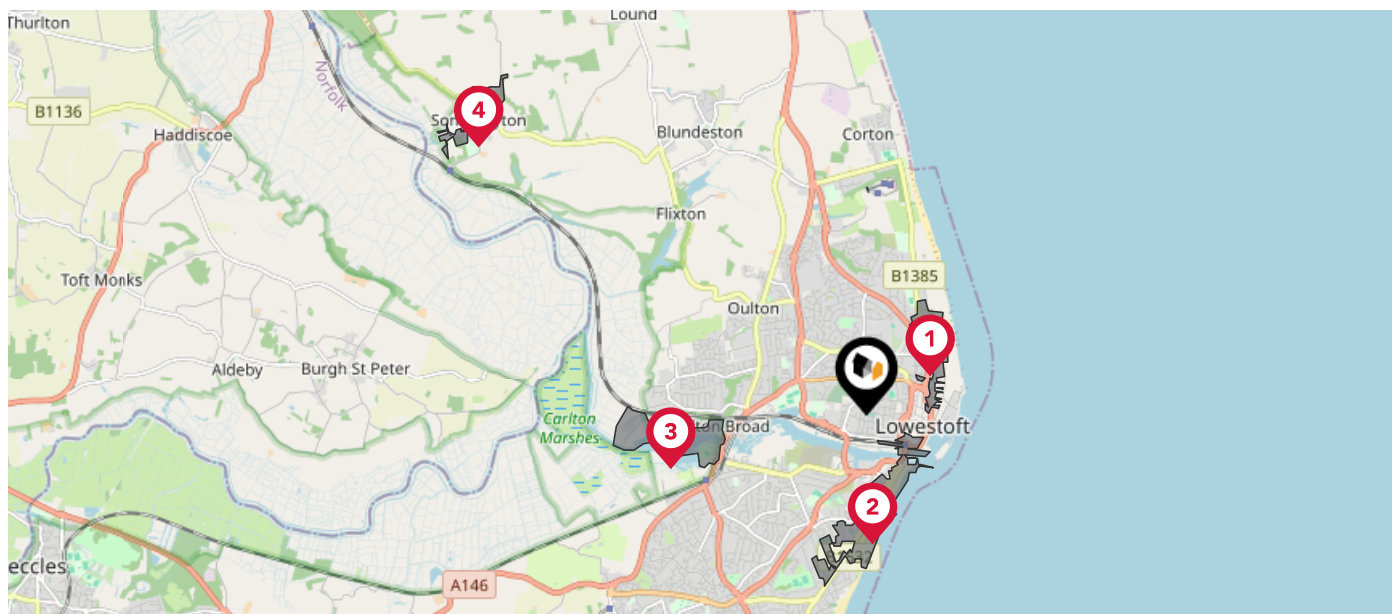 Thurlton
Lound
Norfolk
B1136
Haddiscoe
4
Blundeston
Corton
Flixton
Toft Monks
B1385
Oulton
1
Aldeby
Burgh St Peter
Carlton
Marshes
3
Broad
Lowestoft
2
eccles
A146